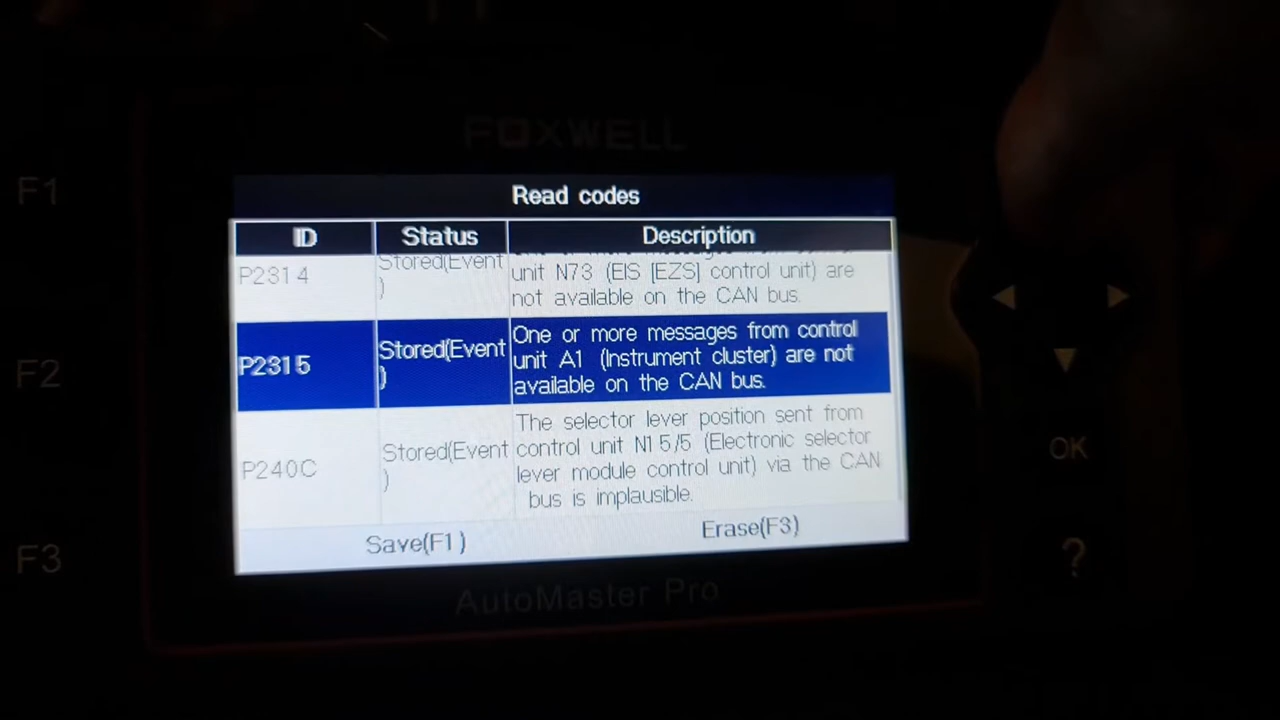 FOXWELL
F1
Read codes
ID Status Description
P2314 Stored(Event
)
unit N73 (EIS [EZS] control unit) are
not available on the CAN bus.
P2315 Stored(Event
)
One or more messages from control
unit A1 (Instrument cluster) are not
available on the CAN bus.
F2
P240C Stored(Event
)
The selector lever position sent from
control unit N15/5 (Electronic selector
lever module control unit) via the CAN
bus is implausible.
OK
Save(F1) Erase(F3)
F3
?
AutoMaster Pro